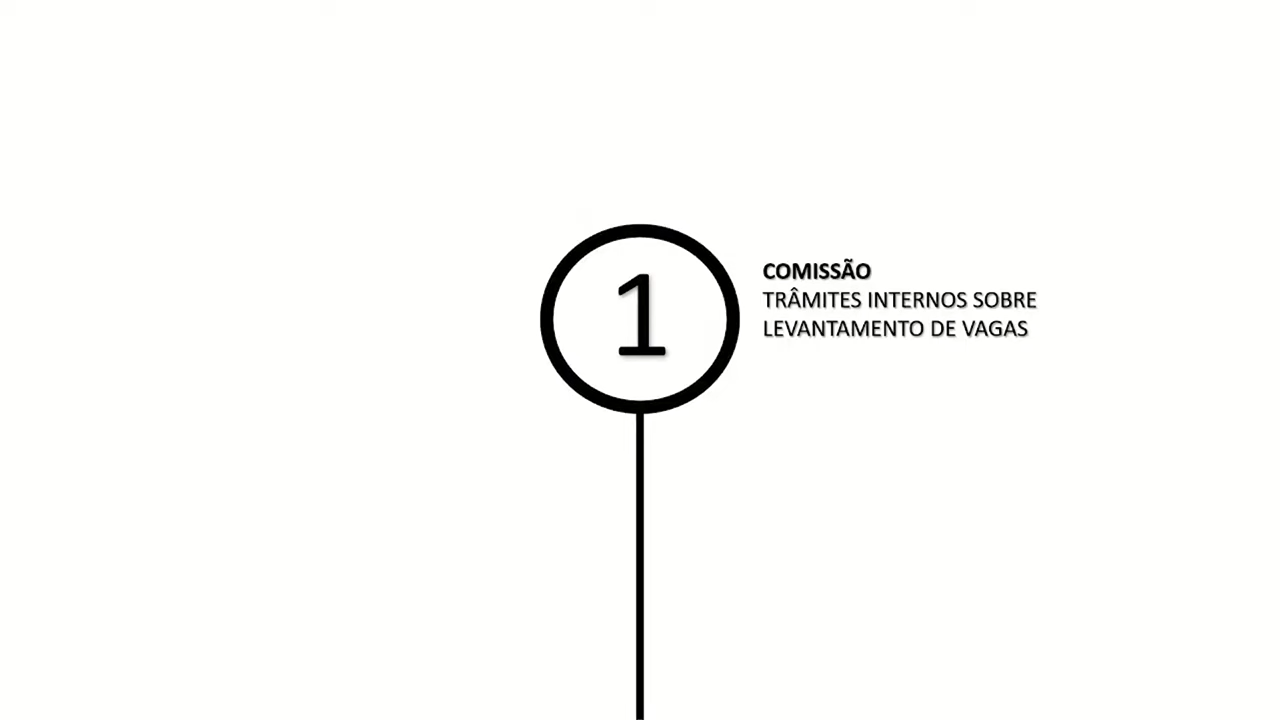 1
COMISSÃO
TRÂMITES INTERNOS SOBRE
LEVANTAMENTO DE VAGAS